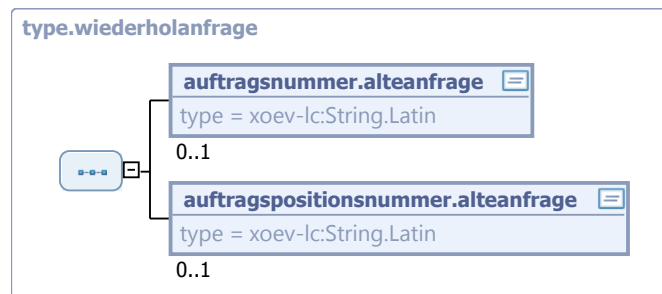 type.wiederholanfrage
auftragsnummer.alteanfrage
type = xoev-lc:String.Latin
0..1
auftragspositionsnummer.alteanfrage
type = xoev-lc:String.Latin
0..1